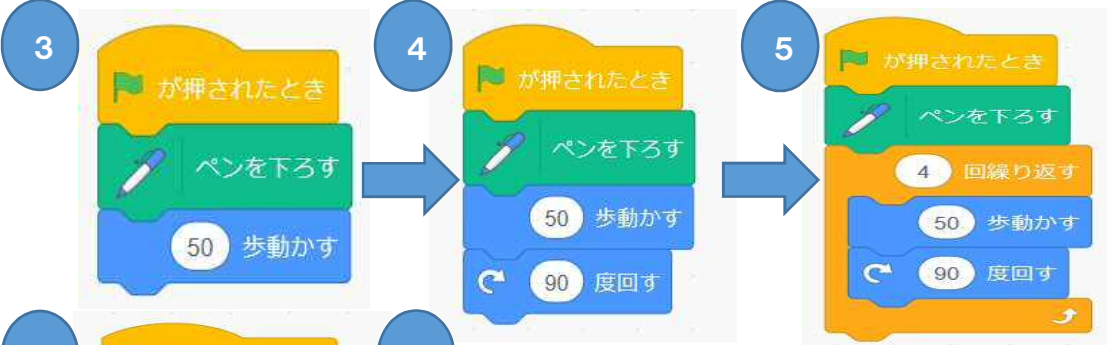 3
が押されたとき
ペンを下ろす
50 歩動かす
4
が押されたとき
ペンを下ろす
50 歩動かす
90 度回す
5
が押されたとき
ペンを下ろす
4 回繰り返す
50 歩動かす
90 度回す